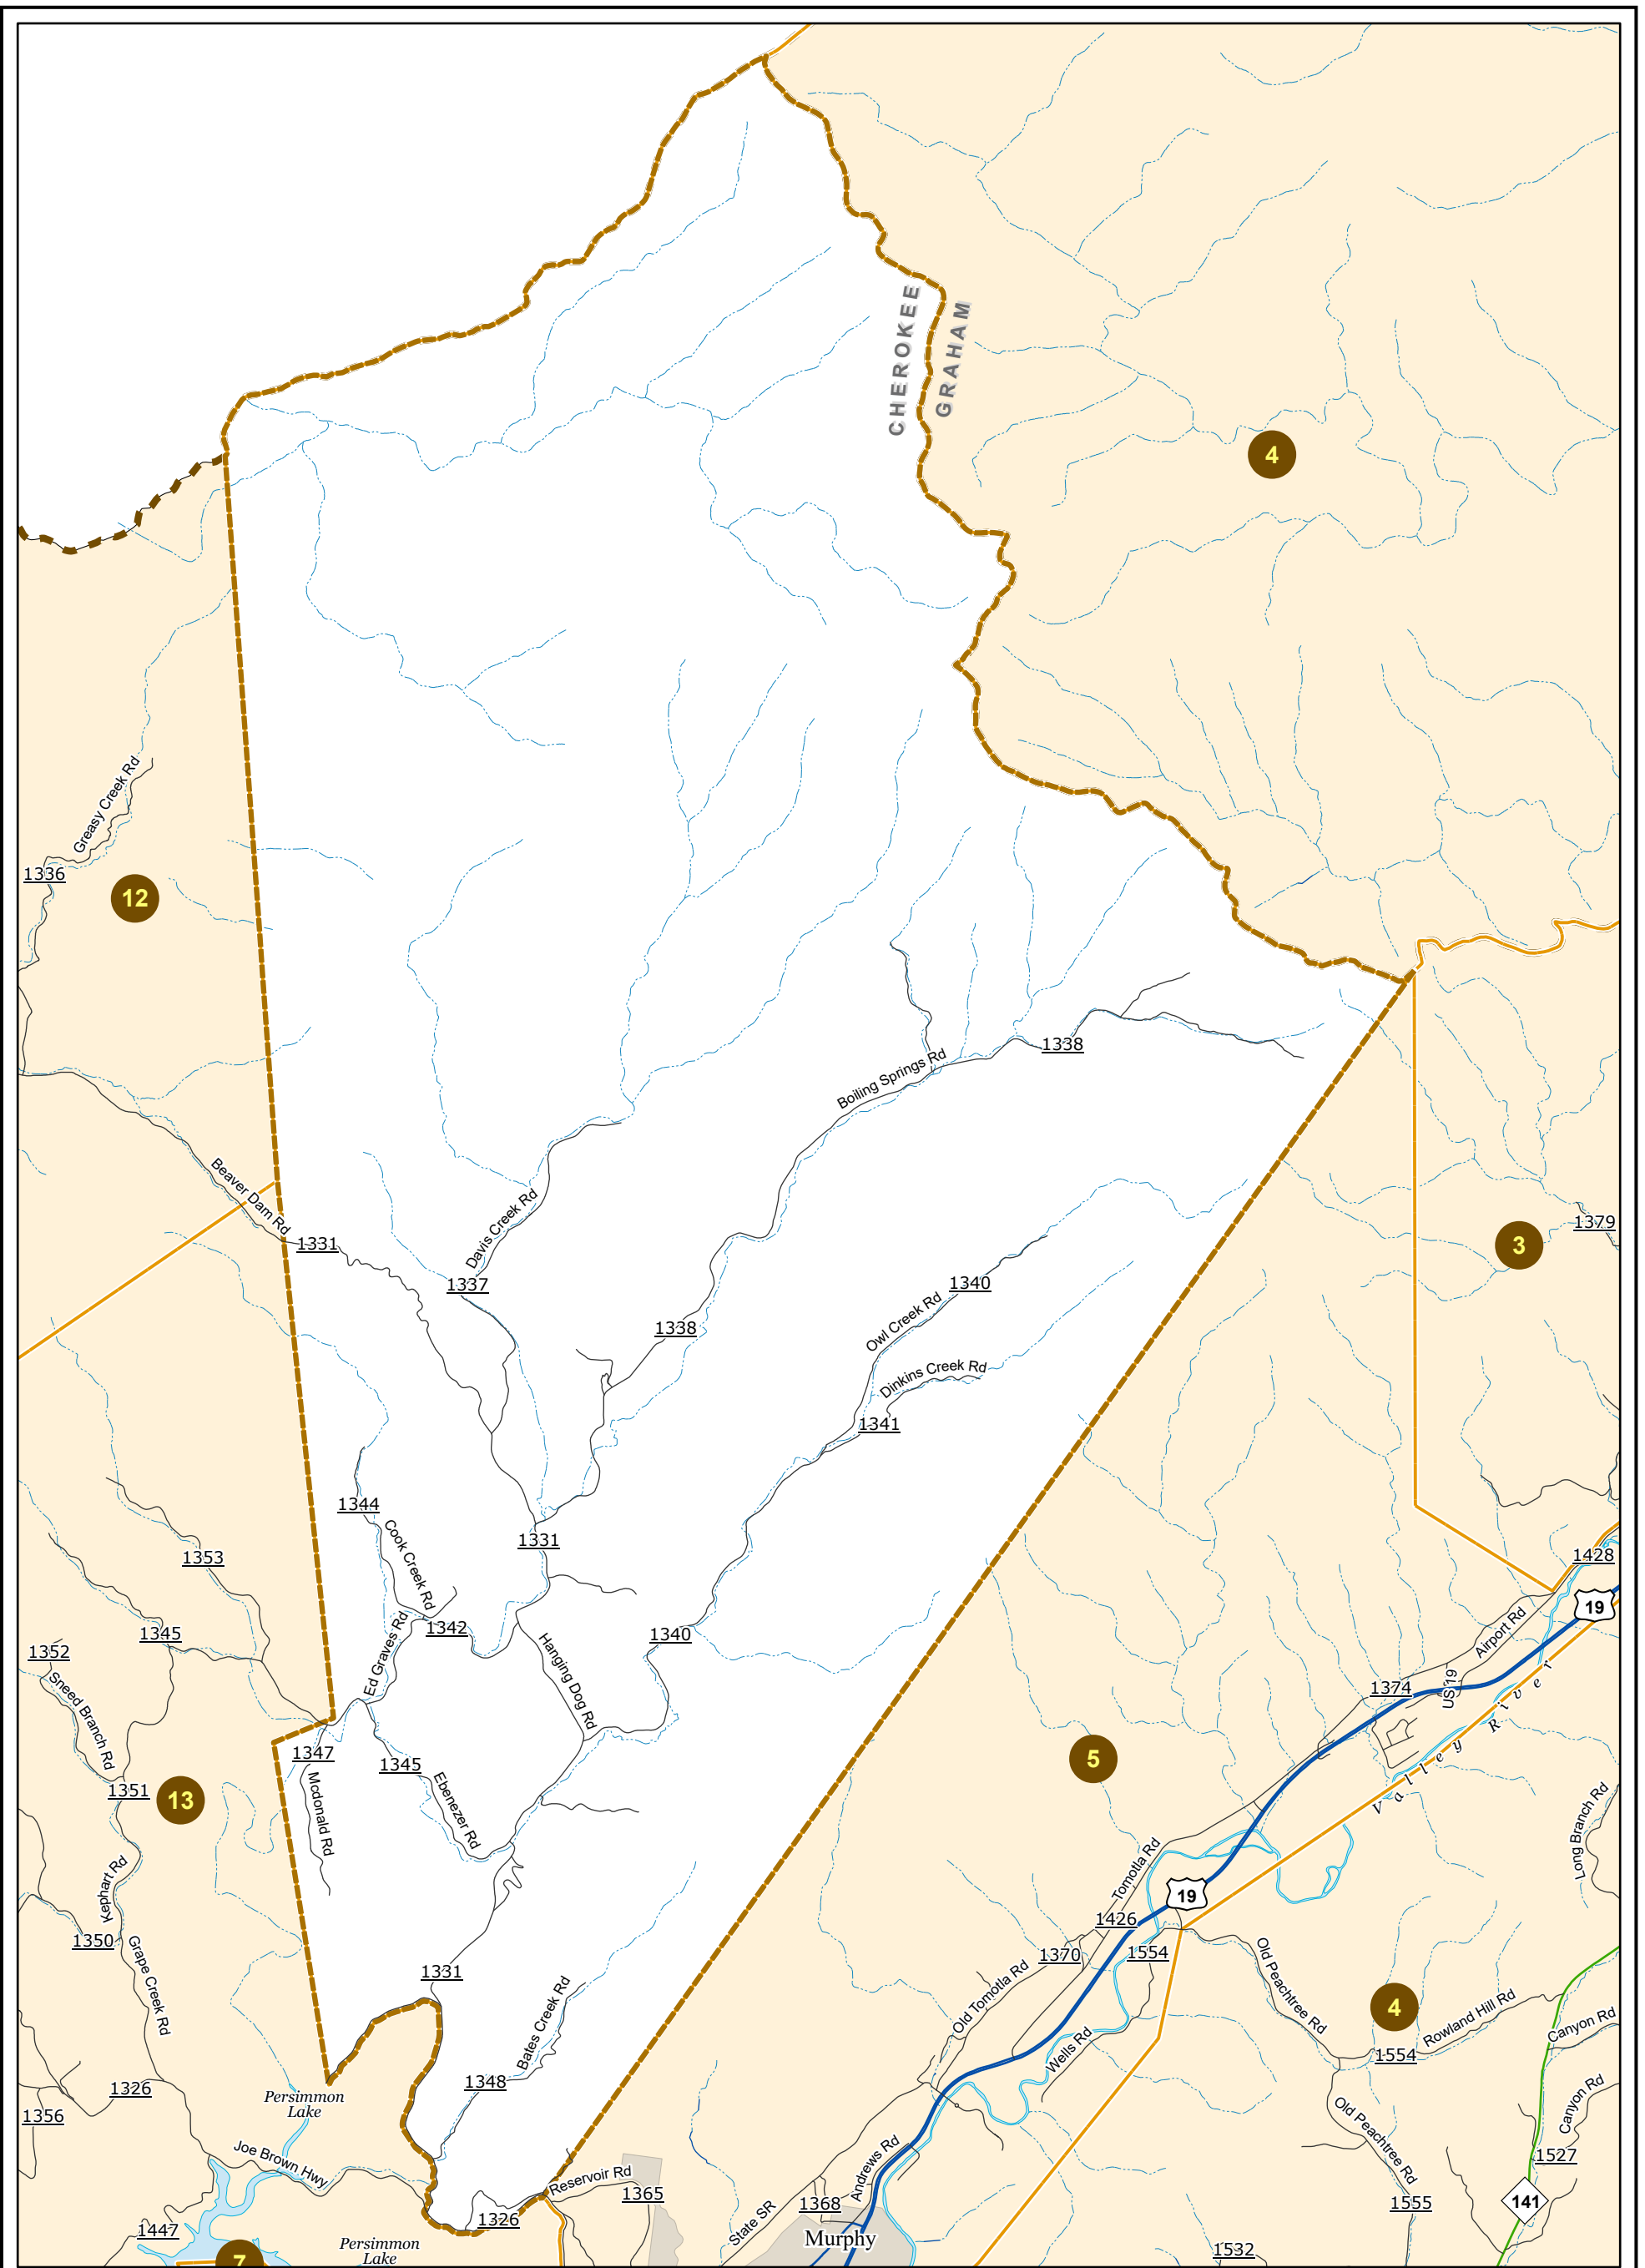 CHEROKEE
GRAHAM
4
Greasy Creek Rd
1336
12
1338
Boiling Springs Rd
Beaver Dam Rd
1331
Davis Creek Rd
1337
1379
3
1340
Owl Creek Rd
1338
Dinkins Creek Rd
1341
1344
Cook Creek Rd
1331
1353
1428
19
1345
1352
Sneed Branch Rd
Ed Graves Rd
1342
Hanging Dog Rd
1340
Airport Rd
US 19
1374
Valley River
1347
1345
Mcdonald Rd
Ebenezer Rd
5
1351
13
Long Branch Rd
Kephart Rd
Tomotla Rd
19
1426
1350
Grape Creek Rd
1370
1554
Old Peachtree Rd
1331
Old Tomotla Rd
4
Rowland Hill Rd
Canyon Rd
Bates Creek Rd
Wells Rd
1554
1348
1326
Persimmon
Lake
1356
Canyon Rd
Old Peachtree Rd
Joe Brown Hwy
Andrews Rd
1527
Reservoir Rd
1365
1368
1555
141
1326
State SR
1447
Murphy
Persimmon
Lake
1532
7